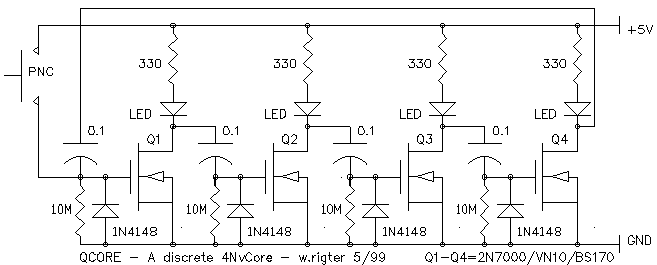 +5V
PNC
330
330
330
330
LED
LED
LED
LED
0.1
Q1
0.1
Q2
0.1
Q3
0.1
Q4
10M
1N4148
10M
1N4148
10M
1N4148
10M
1N4148
GND
QCORE - A discrete 4NvCore - w.rigter 5/99
Q1-Q4=2N7000/VN10/BS170